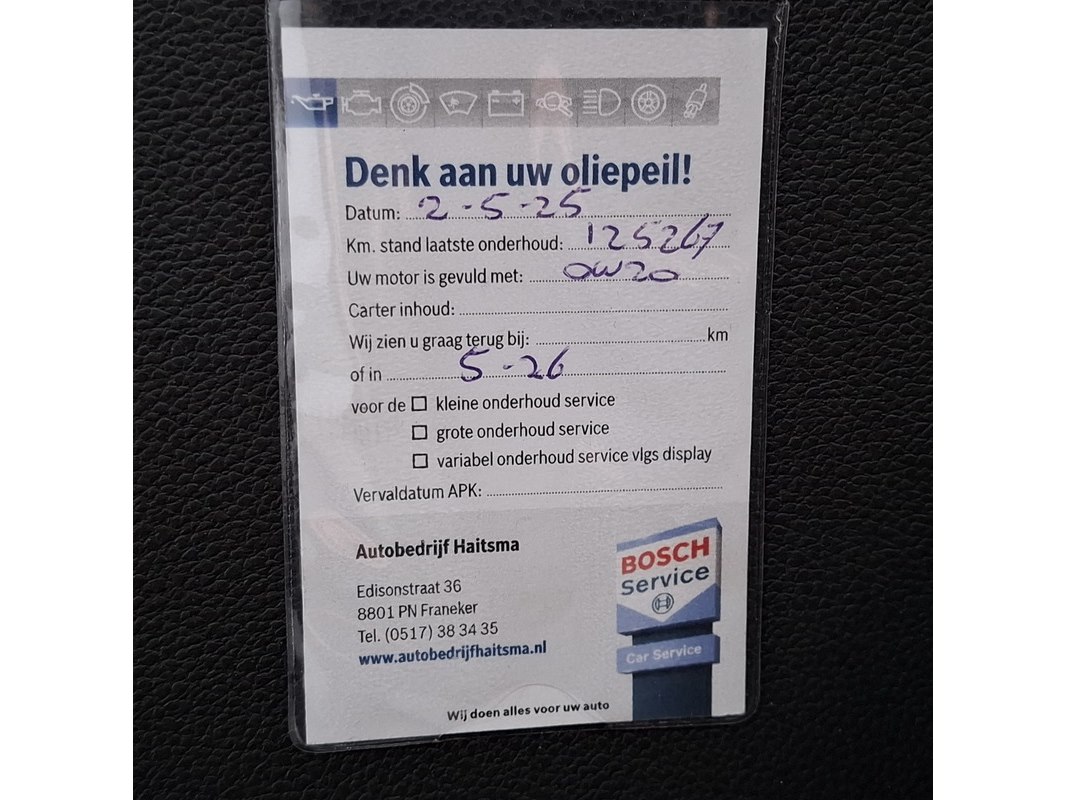 Denk aan uw oliepeil!
Datum: 2-5-25
Km. stand laatste onderhoud: 125267
Uw motor is gevuld met: 0W20
Carter inhoud:
Wij zien u graag terug bij: km
of in 5-26
voor de ☐ kleine onderhoud service
☐ grote onderhoud service
☐ variabel onderhoud service vlgs display
Vervaldatum APK:
Autobedrijf Haitsma
Edisonstraat 36
8801 PN Franeker
Tel. (0517) 38 34 35
www.autobedrijfhaitsma.nl
BOSCH
Service
Car Service
Wij doen alles voor uw auto